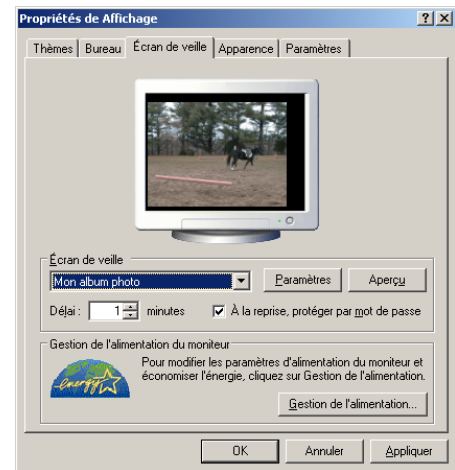 Propriétés de Affichage
Thèmes Bureau Écran de veille Apparence Paramètres
Écran de veille
Mon album photo Paramètres Aperçu
Délai : 1 minutes À la reprise, protéger par mot de passe
Gestion de l'alimentation du moniteur
Pour modifier les paramètres d'alimentation du moniteur et
économiser l'énergie, cliquez sur Gestion de l'alimentation.
energy
Gestion de l'alimentation...
OK Annuler Appliquer